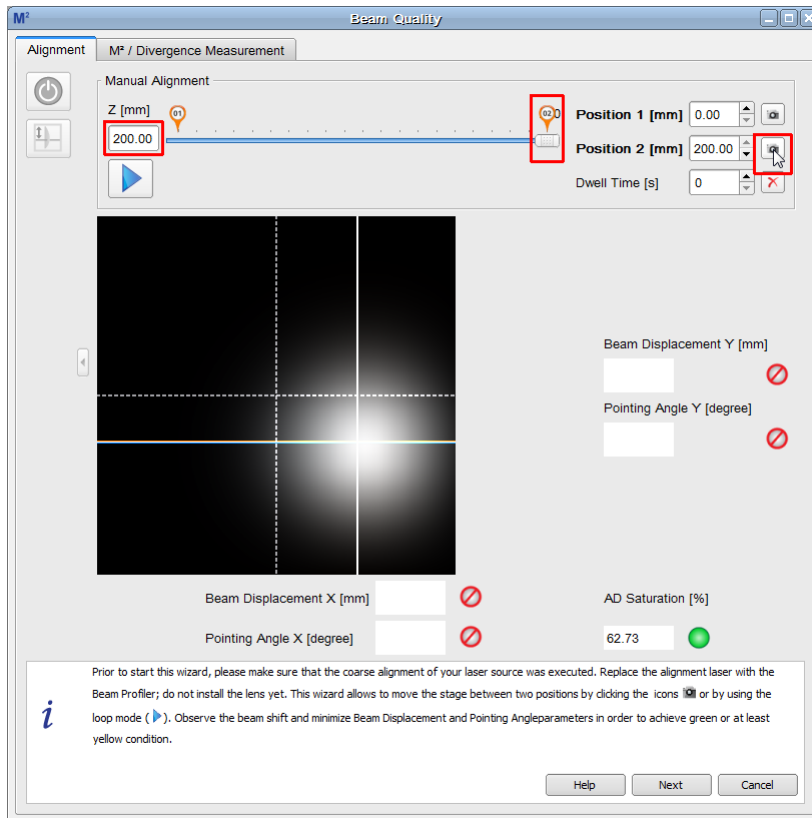 M² Beam Quality
Alignment M² / Divergence Measurement
Manual Alignment
Z [mm] 01 02 0 Position 1 [mm] 0.00
200.00 Position 2 [mm] 200.00
Dwell Time [s] 0
Beam Displacement Y [mm]
Pointing Angle Y [degree]
Beam Displacement X [mm] AD Saturation [%]
Pointing Angle X [degree] 62.73
i
Prior to start this wizard, please make sure that the coarse alignment of your laser source was executed. Replace the alignment laser with the
Beam Profiler; do not install the lens yet. This wizard allows to move the stage between two positions by clicking the icons or by using the
loop mode ( ). Observe the beam shift and minimize Beam Displacement and Pointing Angleparameters in order to achieve green or at least
yellow condition.
Help Next Cancel